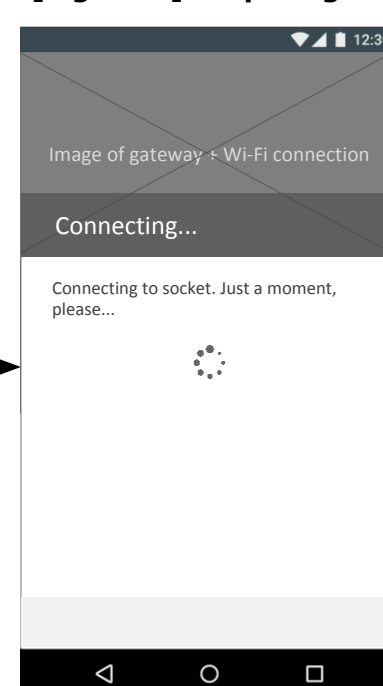 12:3
Image of gateway + Wi-Fi connection
Connecting...
Connecting to socket. Just a moment,
please...